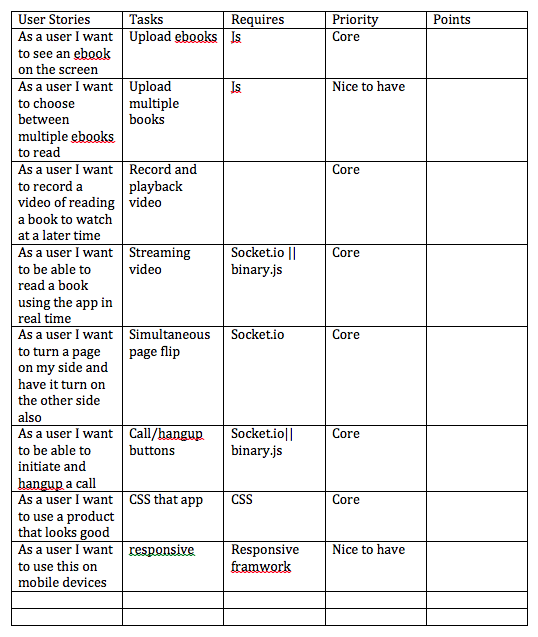 User Stories Tasks Requires Priority Points
As a user I want Upload ebooks Js Core
to see an ebook
on the screen
As a user I want Upload Js Nice to have
to choose multiple
between books
multiple ebooks
to read
As a user I want Record and Core
to record a playback
video of reading video
a book to watch
at a later time
As a user I want Streaming Socket.io || Core
to be able to video binary.js
read a book
using the app in
real time
As a user I want Simultaneous Socket.io Core
to turn a page page flip
on my side and
have it turn on
the other side
also
As a user I want Call/hangup Socket.io|| Core
to be able to buttons binary.js
initiate and
hangup a call
As a user I want CSS that app CSS Core
to use a product
that looks good
As a user I want responsive Responsive Nice to have
to use this on framwork
mobile devices